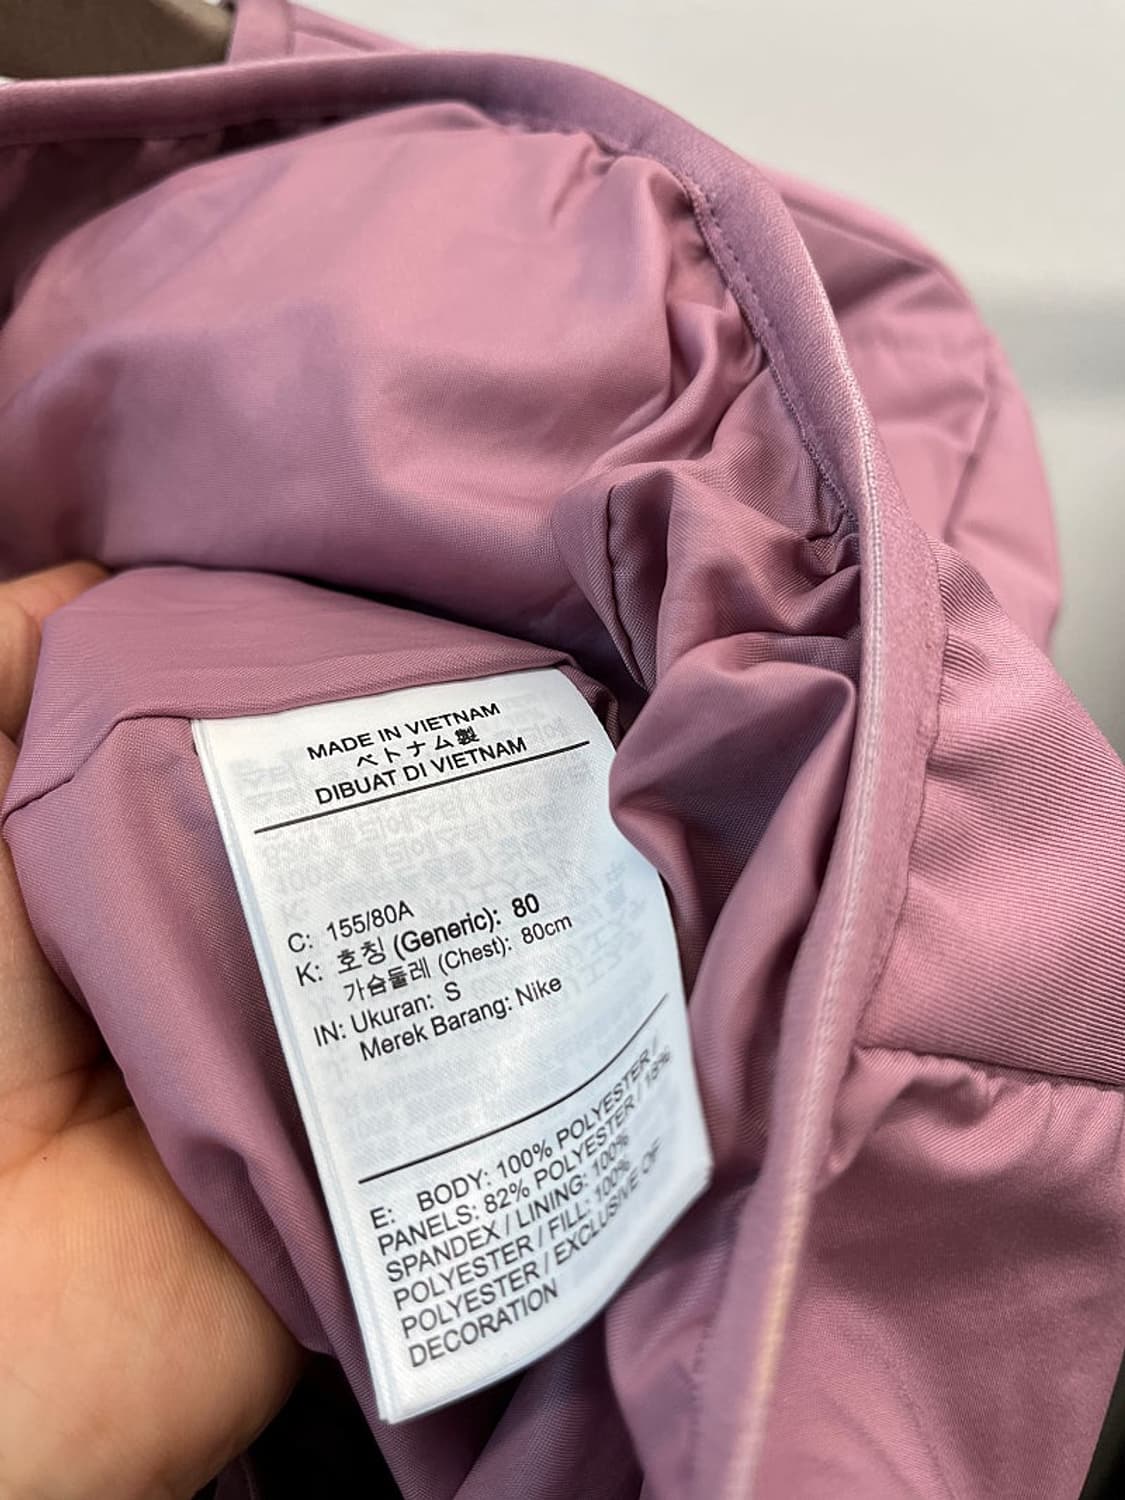 MADE IN VIETNAM
ベトナム製
DIBUAT DI VIETNAM
C: 155/80A
K: 호칭 (Generic): 80
가슴둘레 (Chest): 80cm
IN: Ukuran: S
Merek Barang: Nike
E: BODY: 100% POLYESTER /
PANELS: 82% POLYESTER / 18%
SPANDEX / LINING: 100%
POLYESTER / FILL: 100%
POLYESTER / EXCLUSIVE OF
DECORATION